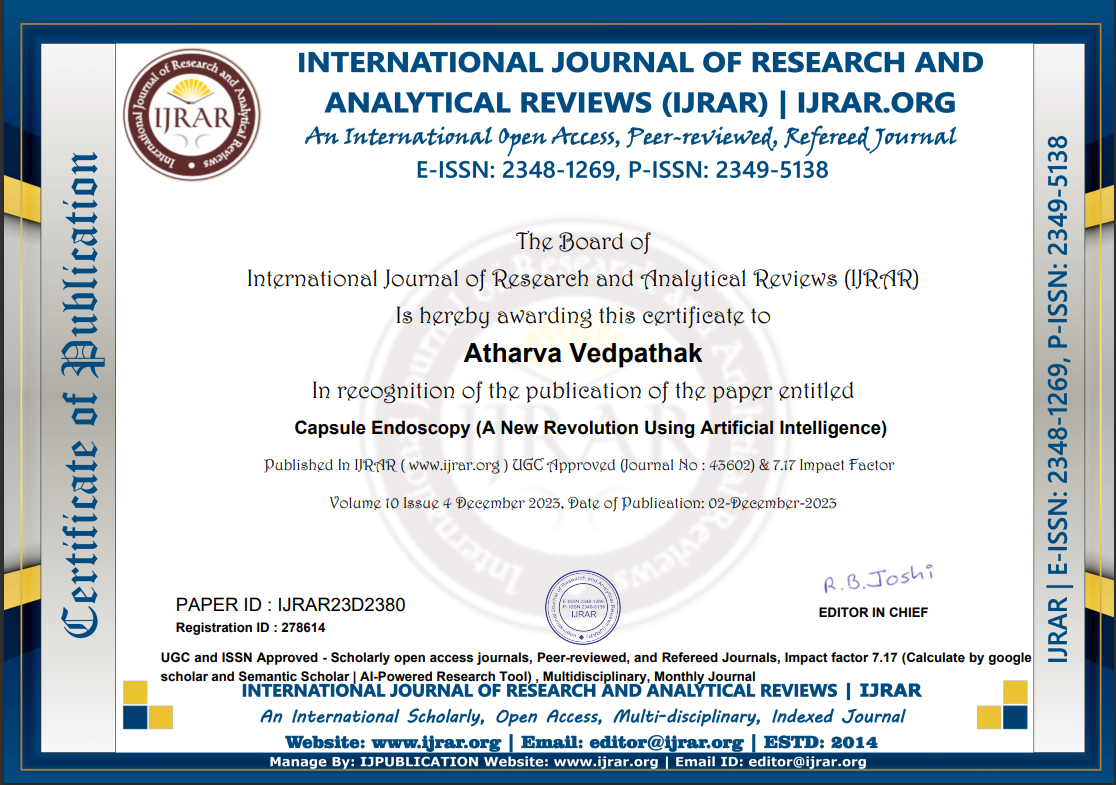 INTERNATIONAL JOURNAL OF RESEARCH AND
ANALYTICAL REVIEWS (IJRAR) | IJRAR.ORG
An International Open Access, Peer-reviewed, Refereed Journal
E-ISSN: 2348-1269, P-ISSN: 2349-5138
International Journal of Research and Analytical Reviews
IJRAR
Certificate of Publication
The Board of
International Journal of Research and Analytical Reviews (IJRAR)
Is hereby awarding this certificate to
Atharva Vedpathak
In recognition of the publication of the paper entitled
Capsule Endoscopy (A New Revolution Using Artificial Intelligence)
Published In IJRAR ( www.ijrar.org ) UGC Approved (Journal No : 43602) & 7.17 Impact Factor
Volume 10 Issue 4 December 2023, Date of Publication: 02-December-2023
PAPER ID : IJRAR23D2380
Registration ID : 278614
International Journal of Research and Analytical Reviews (IJRAR)
E-ISSN 2348-1269
P-ISSN 2349-5138
IJRAR
R.B.Joshi
EDITOR IN CHIEF
UGC and ISSN Approved - Scholarly open access journals, Peer-reviewed, and Refereed Journals, Impact factor 7.17 (Calculate by google
scholar and Semantic Scholar | AI-Powered Research Tool) , Multidisciplinary, Monthly Journal
INTERNATIONAL JOURNAL OF RESEARCH AND ANALYTICAL REVIEWS | IJRAR
An International Scholarly, Open Access, Multi-disciplinary, Indexed Journal
Website: www.ijrar.org | Email: editor@ijrar.org | ESTD: 2014
Manage By: IJPUBLICATION Website: www.ijrar.org | Email ID: editor@ijrar.org
IJRAR | E-ISSN: 2348-1269, P-ISSN: 2349-5138